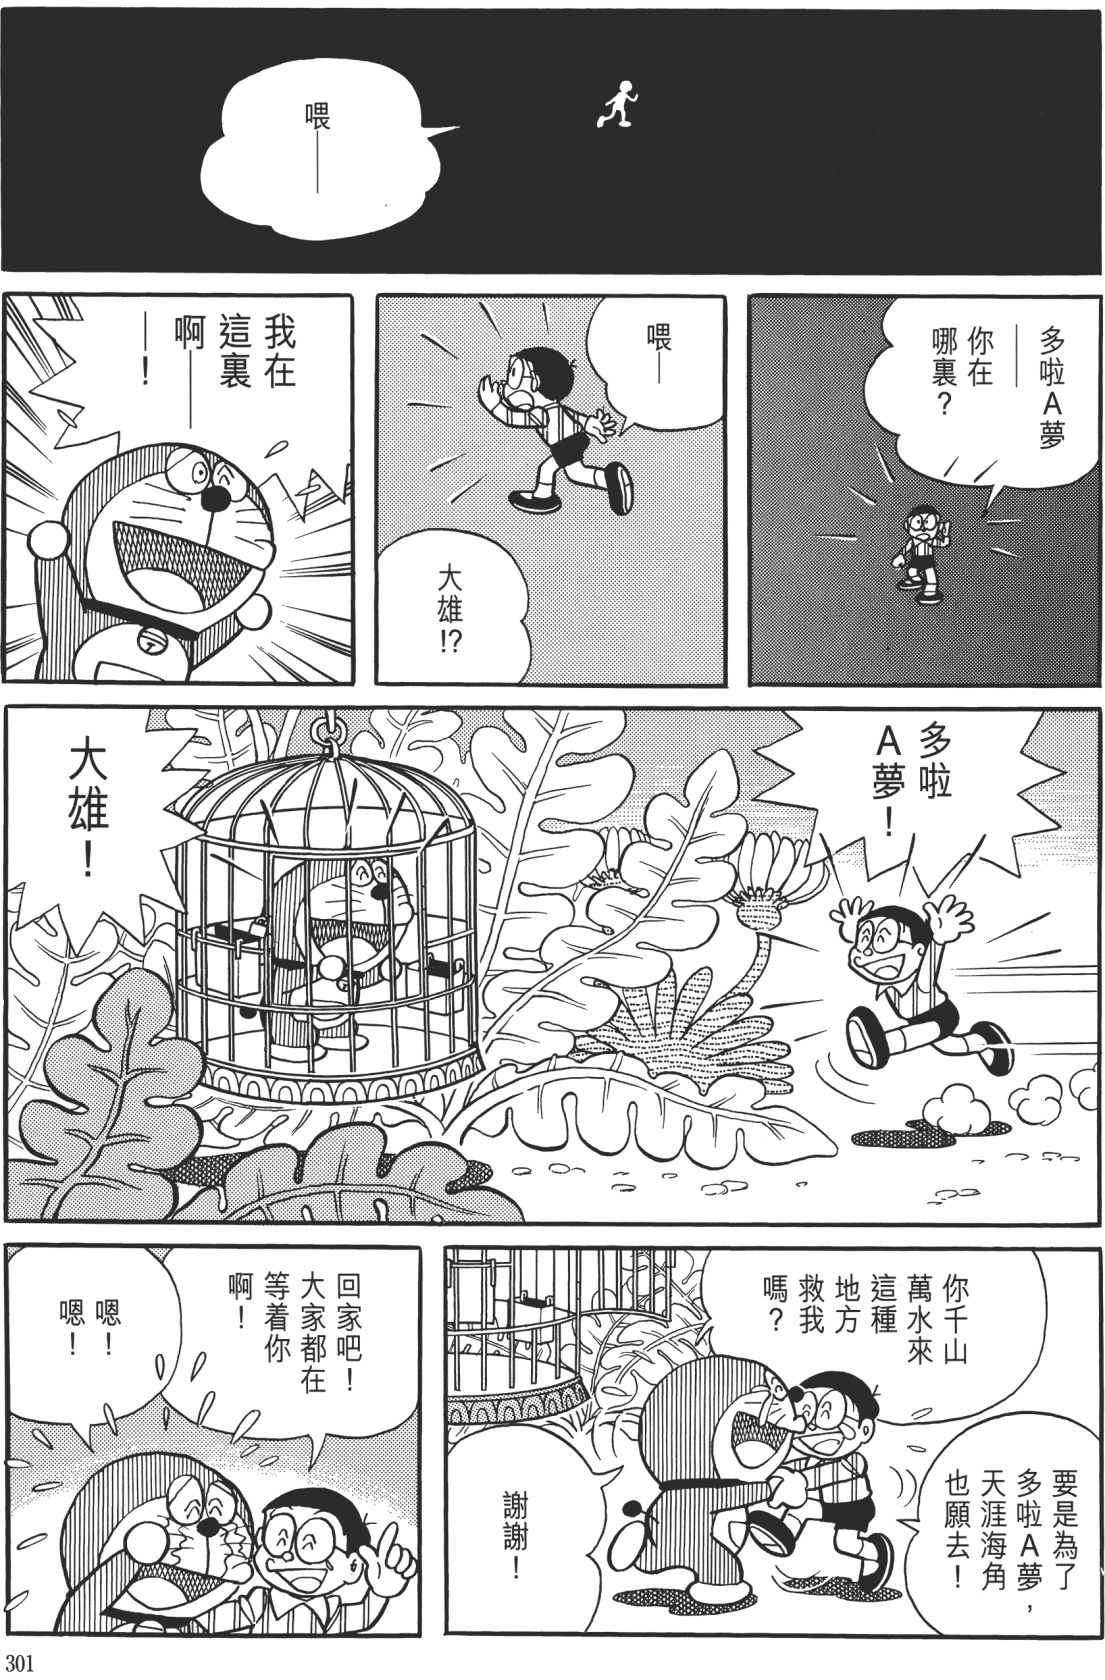 喂──
多啦A夢
──
你在
哪裏？
喂─
大雄!?
我在
這裏
啊──
─！
多啦
A夢！
大雄！
你千山
萬水來
這種
地方
救我
嗎？
要是為了
多啦A夢，
天涯海角
也願去！
謝謝！
回家吧！
大家都在
等着你
啊！
嗯！
嗯！
301